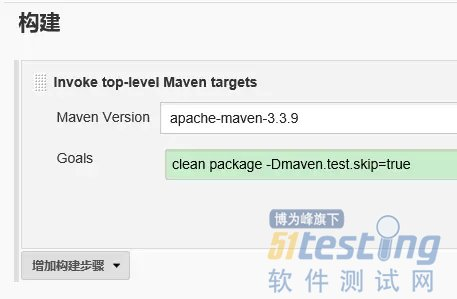 构建
Invoke top-level Maven targets
Maven Version
apache-maven-3.3.9
Goals
clean package -Dmaven.test.skip=true
博为峰旗下
51testing
软件测试网
增加构建步骤